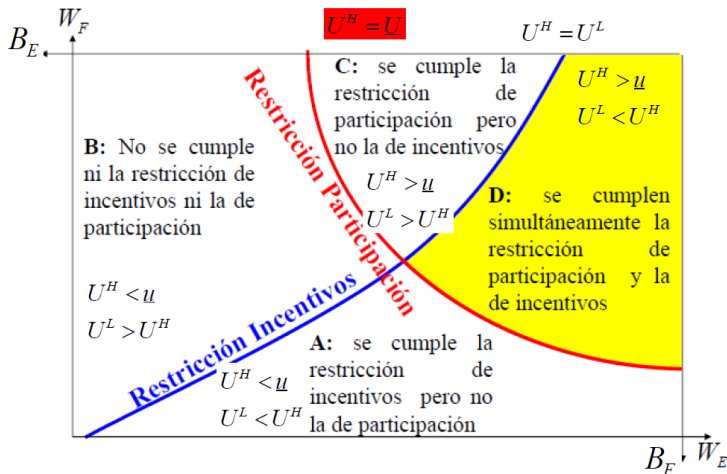 W_F
B_E
U^H = U̲
U^H = U^L
C: se cumple la
restricción de
participación pero
no la de incentivos
U^H > u̲
U^L > U^H
U^H > u̲
U^L < U^H
B: No se cumple
ni la restricción de
incentivos ni la de
participación
U^H < u̲
U^L > U^H
Restricción Participación
D: se cumplen
simultáneamente la
restricción de
participación y la
de incentivos
Restricción Incentivos
A: se cumple la
restricción de
incentivos pero no
la de participación
U^H < u̲
U^L < U^H
W_E
B_F